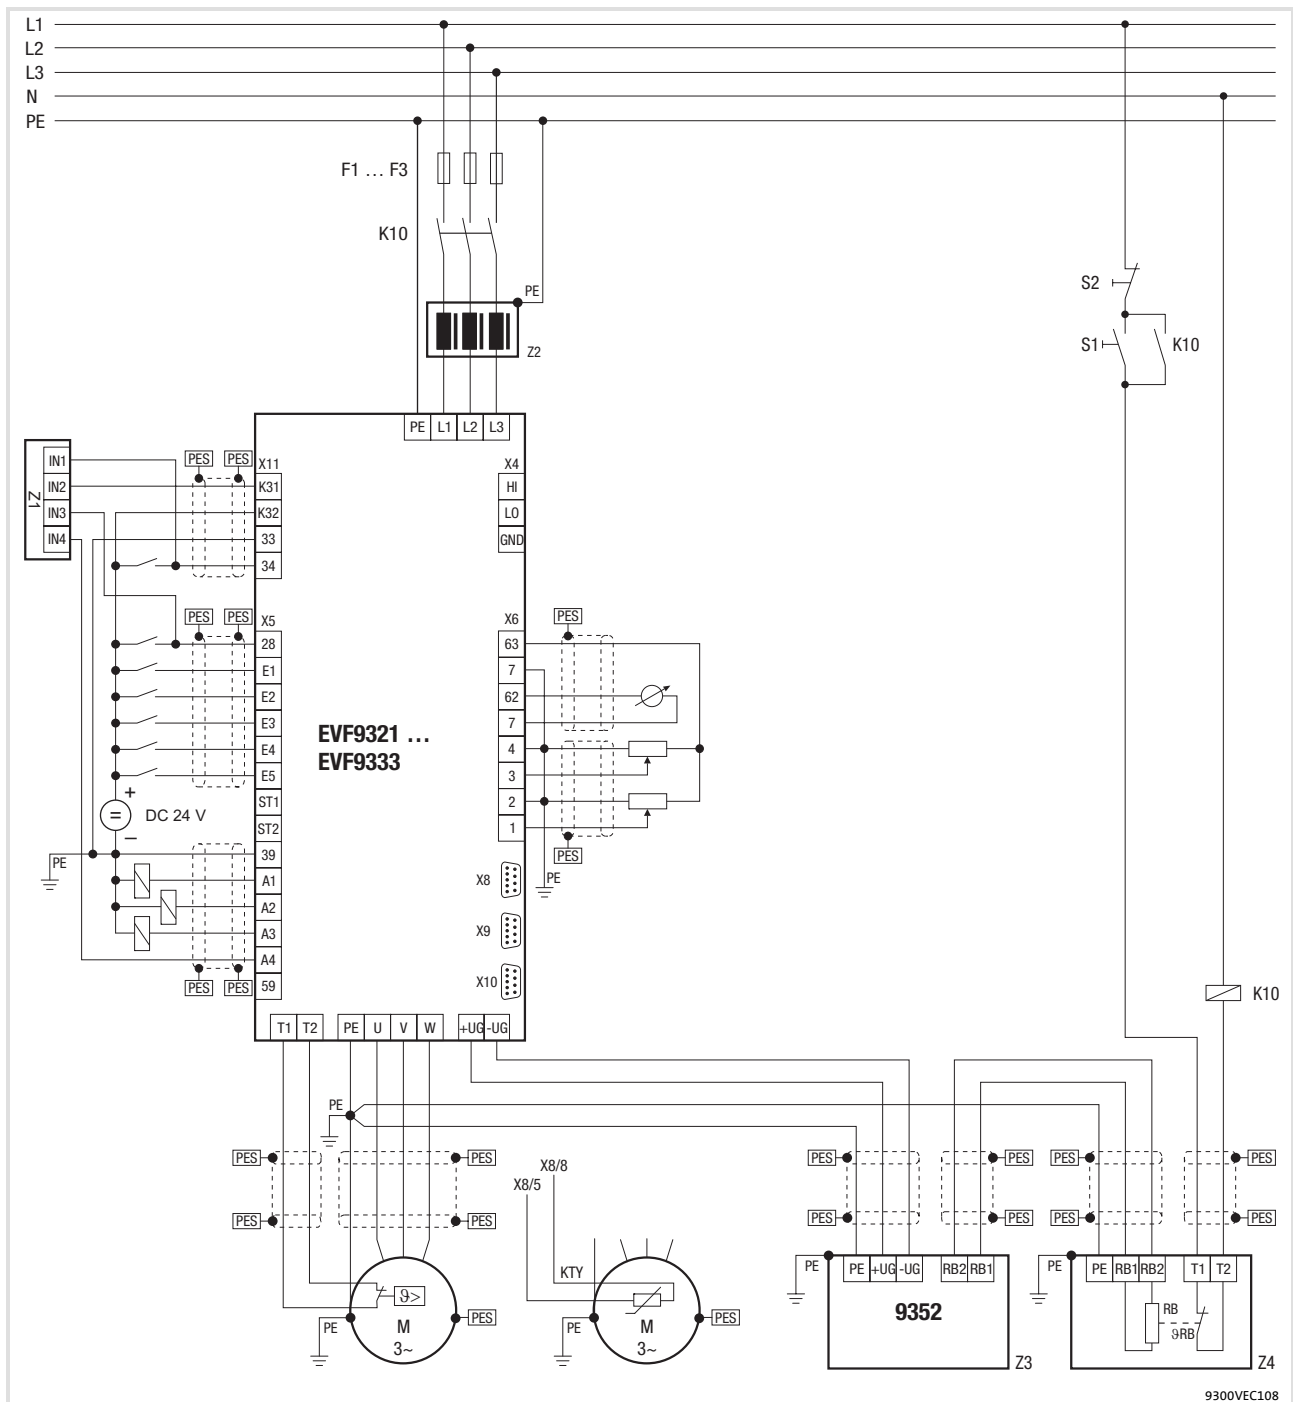 L1
L2
L3
N
PE
F1 … F3
K10
PE
Z2
S2
S1
K10
PE L1 L2 L3
Z1
IN1
IN2
IN3
IN4
PES PES
X11
K31
K32
33
34
X4
HI
LO
GND
PES PES
X5
28
E1
E2
E3
E4
E5
ST1
ST2
39
A1
A2
A3
A4
59
EVF9321 …
EVF9333
X6
63
7
62
7
4
3
2
1
PES
PES
PE
+
=
DC 24 V
–
PE
PES PES
X8
X9
X10
K10
T1 T2 PE U V W +UG -UG
PE
PES PES
PES PES
X8/8
X8/5
PES PES PES PES
PES PES PES PES
KTY
ϑ>
M
3~
PE
PES
M
3~
PE
PES
PE
PE +UG -UG RB2 RB1
9352
Z3
PE
PE RB1 RB2 T1 T2
RB
ϑRB
Z4
9300VEC108